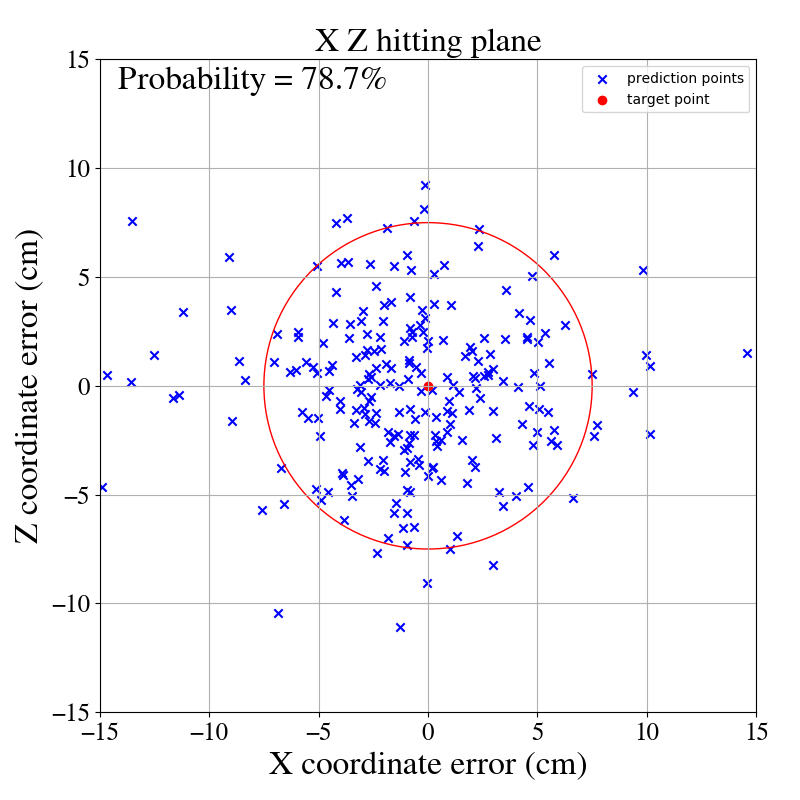 X Z hitting plane
Probability = 78.7%
prediction points
target point
Z coordinate error (cm)
15
10
5
0
−5
−10
−15
−15
−10
−5
0
5
10
15
X coordinate error (cm)